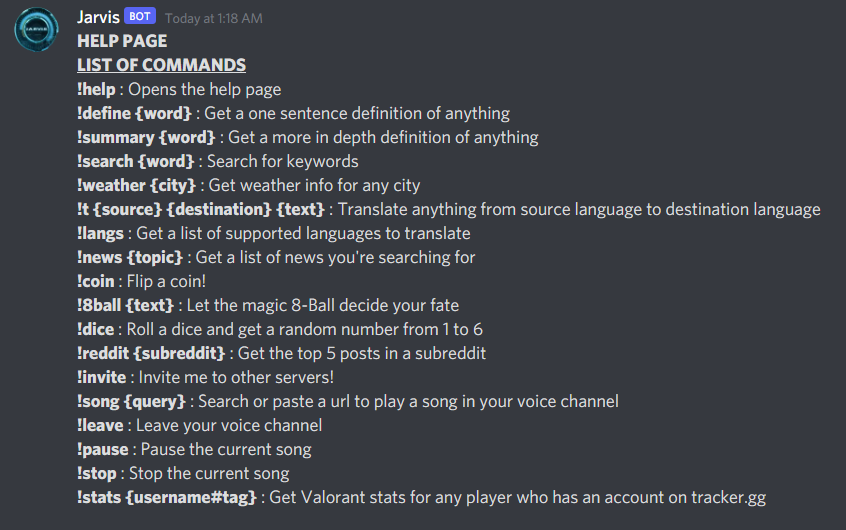 Jarvis BOT Today at 1:18 AM
HELP PAGE
LIST OF COMMANDS
!help : Opens the help page
!define {word} : Get a one sentence definition of anything
!summary {word} : Get a more in depth definition of anything
!search {word} : Search for keywords
!weather {city} : Get weather info for any city
!t {source} {destination} {text} : Translate anything from source language to destination language
!langs : Get a list of supported languages to translate
!news {topic} : Get a list of news you're searching for
!coin : Flip a coin!
!8ball {text} : Let the magic 8-Ball decide your fate
!dice : Roll a dice and get a random number from 1 to 6
!reddit {subreddit} : Get the top 5 posts in a subreddit
!invite : Invite me to other servers!
!song {query} : Search or paste a url to play a song in your voice channel
!leave : Leave your voice channel
!pause : Pause the current song
!stop : Stop the current song
!stats {username#tag} : Get Valorant stats for any player who has an account on tracker.gg
JARVIS